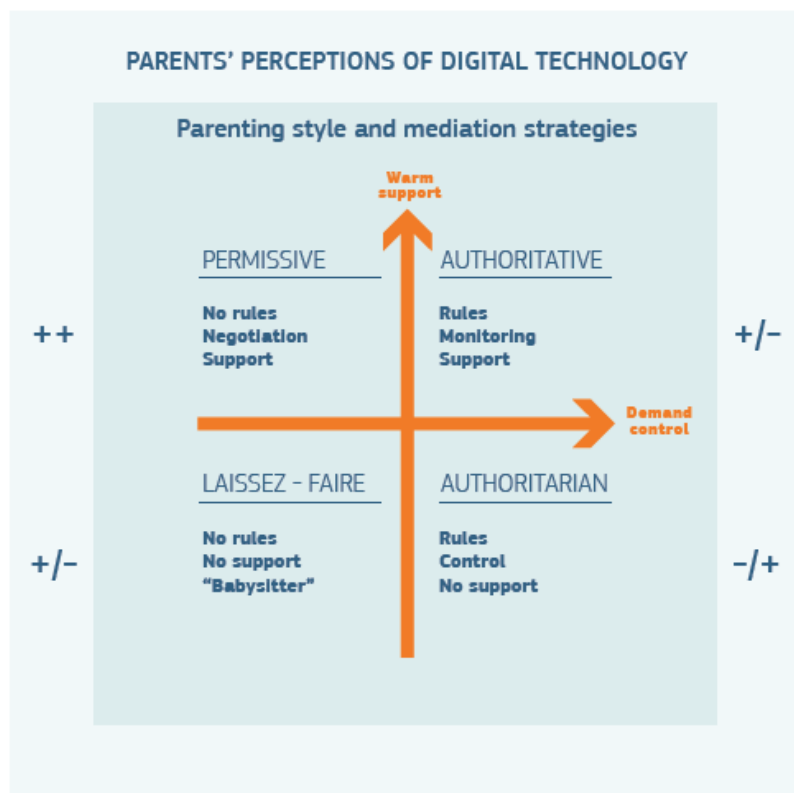 PARENTS’ PERCEPTIONS OF DIGITAL TECHNOLOGY
Parenting style and mediation strategies
Warm
support
PERMISSIVE
No rules
Negotiation
Support
AUTHORITATIVE
Rules
Monitoring
Support
++
+/-
Demand
control
LAISSEZ - FAIRE
No rules
No support
“Babysitter”
AUTHORITARIAN
Rules
Control
No support
+/-
-/+